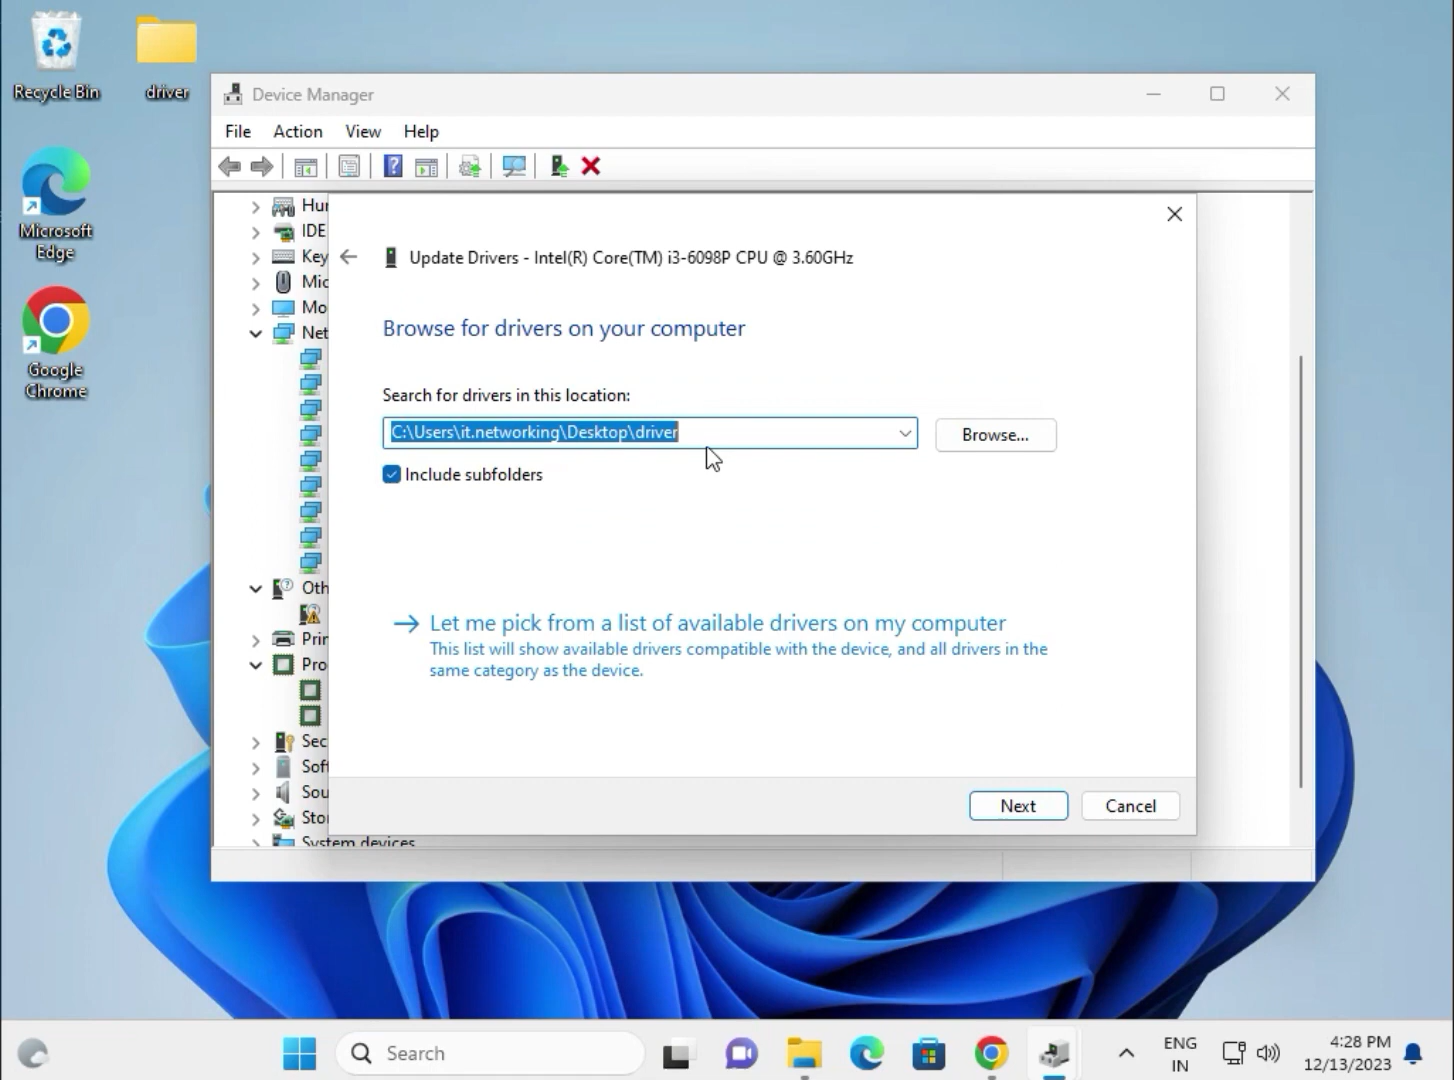 Recycle Bin
driver
Microsoft
Edge
Google
Chrome
Device Manager
File Action View Help
Hur
IDE
Key
Mic
Mo
Net
Oth
Prir
Pro
Sec
Soft
Sou
Stor
System devices
Update Drivers - Intel(R) Core(TM) i3-6098P CPU @ 3.60GHz
Browse for drivers on your computer
Search for drivers in this location:
C:\Users\it.networking\Desktop\driver
Browse...
Include subfolders
Let me pick from a list of available drivers on my computer
This list will show available drivers compatible with the device, and all drivers in the
same category as the device.
Next Cancel
Search
ENG
IN
4:28 PM
12/13/2023